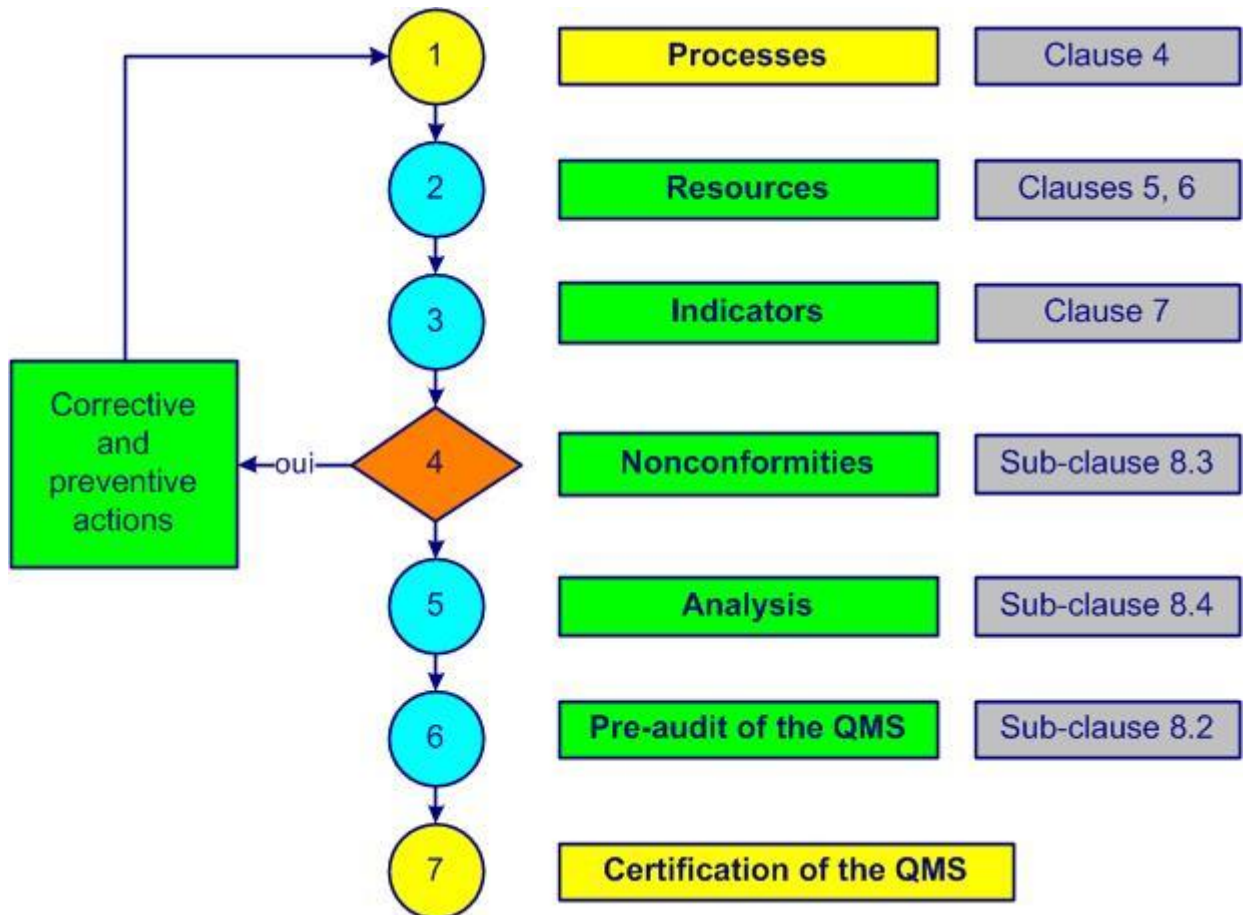 1
Processes
Clause 4
2
Resources
Clauses 5, 6
3
Indicators
Clause 7
Corrective
and
preventive
actions
oui
4
Nonconformities
Sub-clause 8.3
5
Analysis
Sub-clause 8.4
6
Pre-audit of the QMS
Sub-clause 8.2
7
Certification of the QMS